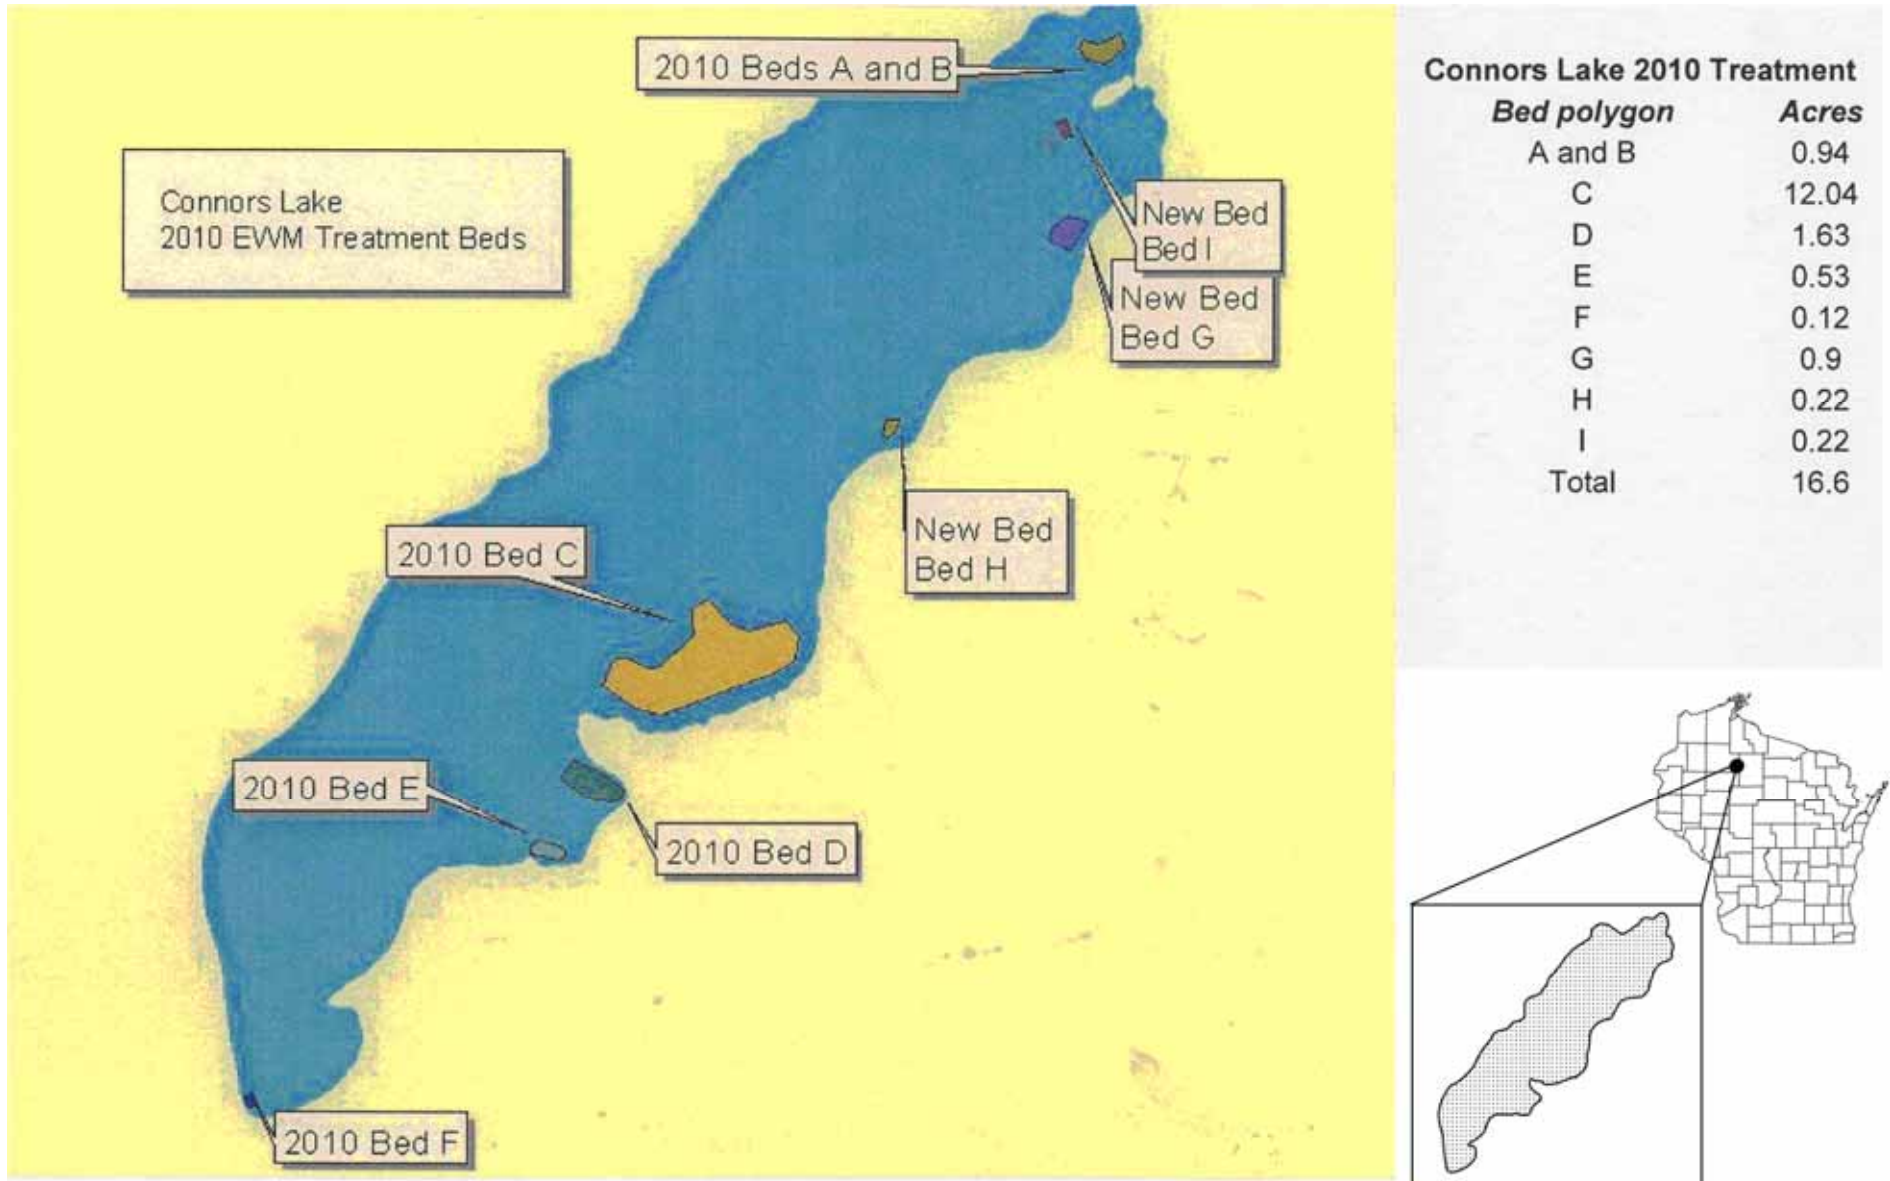 2010 Beds A and B
Connors Lake
2010 EWM Treatment Beds
New Bed
Bed I
New Bed
Bed G
New Bed
Bed H
2010 Bed C
2010 Bed E
2010 Bed D
2010 Bed F
Connors Lake 2010 Treatment
Bed polygon Acres
A and B 0.94
C 12.04
D 1.63
E 0.53
F 0.12
G 0.9
H 0.22
I 0.22
Total 16.6